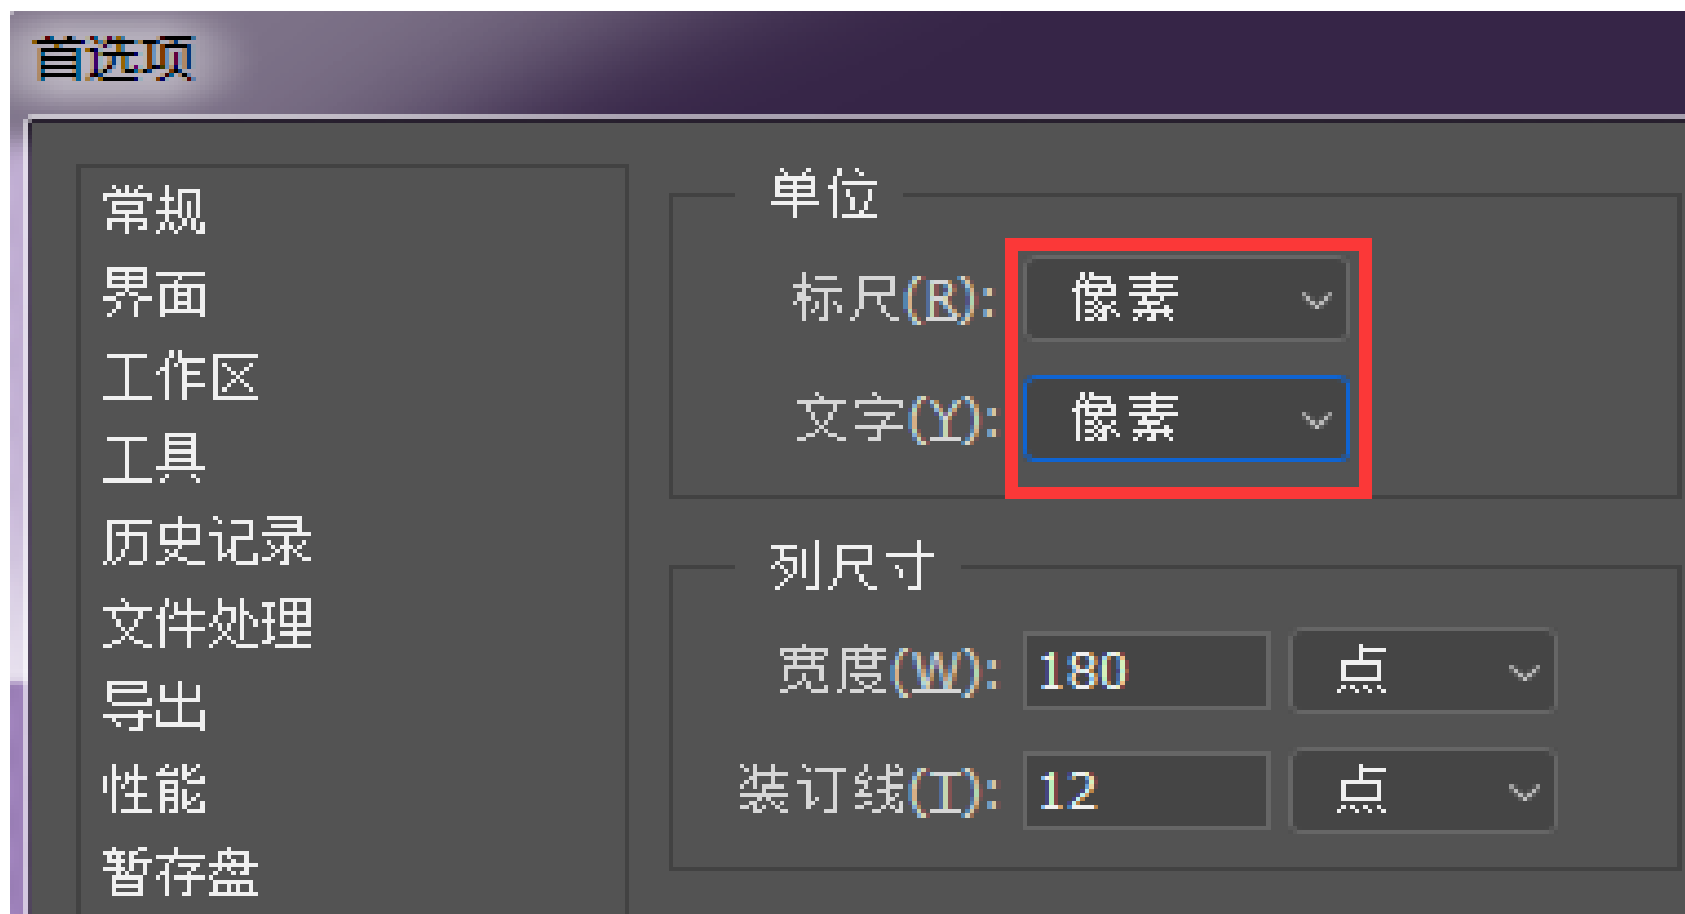 首选项
常规
界面
工作区
工具
历史记录
文件处理
导出
性能
暂存盘
单位
标尺(R): 像素
文字(Y): 像素
列尺寸
宽度(W): 180 点
装订线(I): 12 点